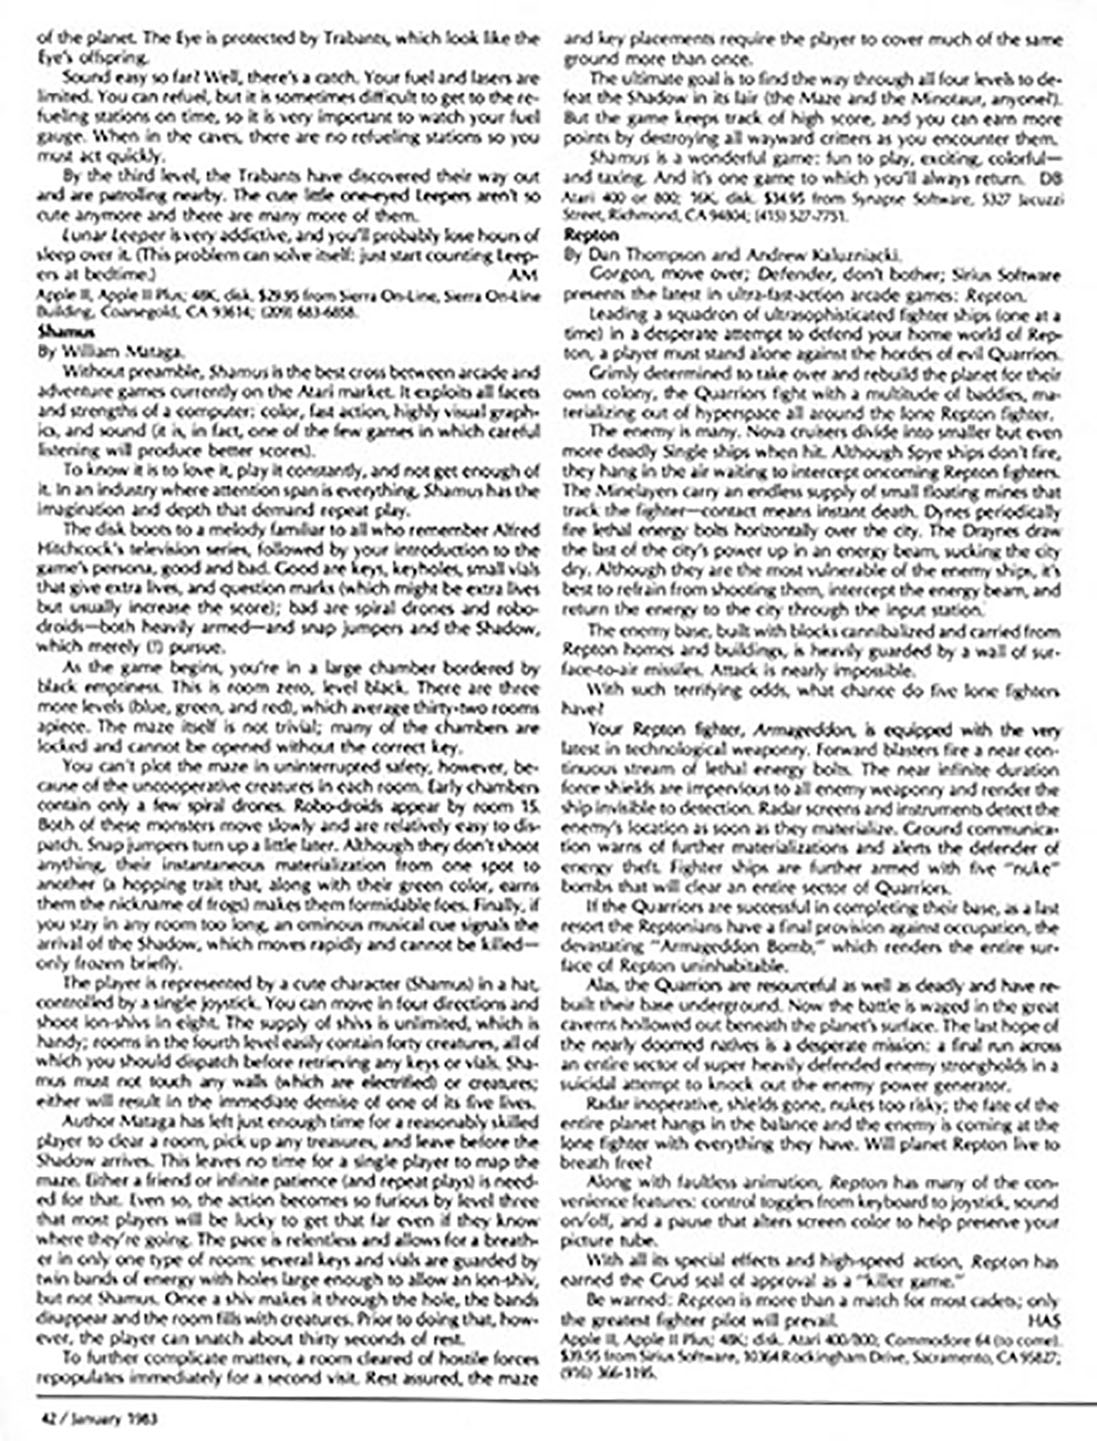 of the planet. The Eye is protected by Trabants, which look like the
Eye's offspring.
Sound easy so far? Well, there's a catch. Your fuel and lasers are
limited. You can refuel, but it is sometimes difficult to get to the re-
fueling stations on time, so it is very important to watch your fuel
gauge. When in the caves, there are no refueling stations so you
must act quickly.
By the third level, the Trabants have discovered their way out
and are patrolling nearby. The cute little one-eyed Leepers aren't so
cute anymore and there are many more of them.
Lunar Leeper is very addictive, and you'll probably lose hours of
sleep over it. (This problem can solve itself: just start counting Leep-
ers at bedtime.) AM
Apple II, Apple II Plus; 48K, disk. $29.95 from Sierra On-Line, Sierra On-Line
Building, Coarsegold, CA 93614; (209) 683-6858.
Shamus
By William Mataga.
Without preamble, Shamus is the best cross between arcade and
adventure games currently on the Atari market. It exploits all facets
and strengths of a computer: color, fast action, highly visual graph-
ics, and sound (it is, in fact, one of the few games in which careful
listening will produce better scores).
To know it is to love it, play it constantly, and not get enough of
it. In an industry where attention span is everything, Shamus has the
imagination and depth that demand repeat play.
The disk boots to a melody familiar to all who remember Alfred
Hitchcock's television series, followed by your introduction to the
game's persona, good and bad. Good are keys, keyholes, small vials
that give extra lives, and question marks (which might be extra lives
but usually increase the score); bad are spiral drones and robo-
droids—both heavily armed—and snap jumpers and the Shadow,
which merely (!) pursue.
As the game begins, you're in a large chamber bordered by
black emptiness. This is room zero, level black. There are three
more levels (blue, green, and red), which average thirty-two rooms
apiece. The maze itself is not trivial; many of the chambers are
locked and cannot be opened without the correct key.
You can't plot the maze in uninterrupted safety, however, be-
cause of the uncooperative creatures in each room. Early chambers
contain only a few spiral drones. Robo-droids appear by room 15.
Both of these monsters move slowly and are relatively easy to dis-
patch. Snap jumpers turn up a little later. Although they don't shoot
anything, their instantaneous materialization from one spot to
another (a hopping trait that, along with their green color, earns
them the nickname of frogs) makes them formidable foes. Finally, if
you stay in any room too long, an ominous musical cue signals the
arrival of the Shadow, which moves rapidly and cannot be killed—
only frozen briefly.
The player is represented by a cute character (Shamus) in a hat,
controlled by a single joystick. You can move in four directions and
shoot ion-shivs in eight. The supply of shivs is unlimited, which is
handy; rooms in the fourth level easily contain forty creatures, all of
which you should dispatch before retrieving any keys or vials. Sha-
mus must not touch any walls (which are electrified) or creatures;
either will result in the immediate demise of one of its five lives.
Author Mataga has left just enough time for a reasonably skilled
player to clear a room, pick up any treasures, and leave before the
Shadow arrives. This leaves no time for a single player to map the
maze. Either a friend or infinite patience (and repeat plays) is need-
ed for that. Even so, the action becomes so furious by level three
that most players will be lucky to get that far even if they know
where they're going. The pace is relentless and allows for a breath-
er in only one type of room: several keys and vials are guarded by
twin bands of energy with holes large enough to allow an ion-shiv,
but not Shamus. Once a shiv makes it through the hole, the bands
disappear and the room fills with creatures. Prior to doing that, how-
ever, the player can snatch about thirty seconds of rest.
To further complicate matters, a room cleared of hostile forces
repopulates immediately for a second visit. Rest assured, the maze
and key placements require the player to cover much of the same
ground more than once.
The ultimate goal is to find the way through all four levels to de-
feat the Shadow in its lair (the Maze and the Minotaur, anyone?).
But the game keeps track of high score, and you can earn more
points by destroying all wayward critters as you encounter them.
Shamus is a wonderful game: fun to play, exciting, colorful—
and taxing. And it's one game to which you'll always return. DB
Atari 400 or 800; 16K, disk. $34.95 from Synapse Software, 5327 Jacuzzi
Street, Richmond, CA 94804; (415) 527-7751.
Repton
By Dan Thompson and Andrew Kaluzniacki.
Gorgon, move over; Defender, don't bother; Sirius Software
presents the latest in ultra-fast-action arcade games: Repton.
Leading a squadron of ultrasophisticated fighter ships (one at a
time) in a desperate attempt to defend your home world of Rep-
ton, a player must stand alone against the hordes of evil Quarriors.
Grimly determined to take over and rebuild the planet for their
own colony, the Quarriors fight with a multitude of baddies, ma-
terializing out of hyperspace all around the lone Repton fighter.
The enemy is many. Nova cruisers divide into smaller but even
more deadly Single ships when hit. Although Spye ships don't fire,
they hang in the air waiting to intercept oncoming Repton fighters.
The Minelayers carry an endless supply of small floating mines that
track the fighter—contact means instant death. Dynes periodically
fire lethal energy bolts horizontally over the city. The Draynes draw
the last of the city's power up in an energy beam, sucking the city
dry. Although they are the most vulnerable of the enemy ships, it's
best to refrain from shooting them, intercept the energy beam, and
return the energy to the city through the input station.
The enemy base, built with blocks cannibalized and carried from
Repton homes and buildings, is heavily guarded by a wall of sur-
face-to-air missiles. Attack is nearly impossible.
With such terrifying odds, what chance do five lone fighters
have?
Your Repton fighter, Armageddon, is equipped with the very
latest in technological weaponry. Forward blasters fire a near con-
tinuous stream of lethal energy bolts. The near infinite duration
force shields are impervious to all enemy weaponry and render the
ship invisible to detection. Radar screens and instruments detect the
enemy's location as soon as they materialize. Ground communica-
tion warns of further materializations and alerts the defender of
energy theft. Fighter ships are further armed with five "nuke"
bombs that will clear an entire sector of Quarriors.
If the Quarriors are successful in completing their base, as a last
resort the Reptonians have a final provision against occupation, the
devastating "Armageddon Bomb," which renders the entire sur-
face of Repton uninhabitable.
Alas, the Quarriors are resourceful as well as deadly and have re-
built their base underground. Now the battle is waged in the great
caverns hollowed out beneath the planet's surface. The last hope of
the nearly doomed natives is a desperate mission: a final run across
an entire sector of super heavily defended enemy strongholds in a
suicidal attempt to knock out the enemy power generator.
Radar inoperative, shields gone, nukes too risky; the fate of the
entire planet hangs in the balance and the enemy is coming at the
lone fighter with everything they have. Will planet Repton live to
breath free?
Along with faultless animation, Repton has many of the con-
venience features: control toggles from keyboard to joystick, sound
on/off, and a pause that alters screen color to help preserve your
picture tube.
With all its special effects and high-speed action, Repton has
earned the Grud seal of approval as a "killer game."
Be warned: Repton is more than a match for most cadets; only
the greatest fighter pilot will prevail. HAS
Apple II, Apple II Plus; 48K; disk. Atari 400/800, Commodore 64 (to come).
$39.95 from Sirius Software, 10364 Rockingham Drive, Sacramento, CA 95827;
(916) 366-1195.
42 / January 1983